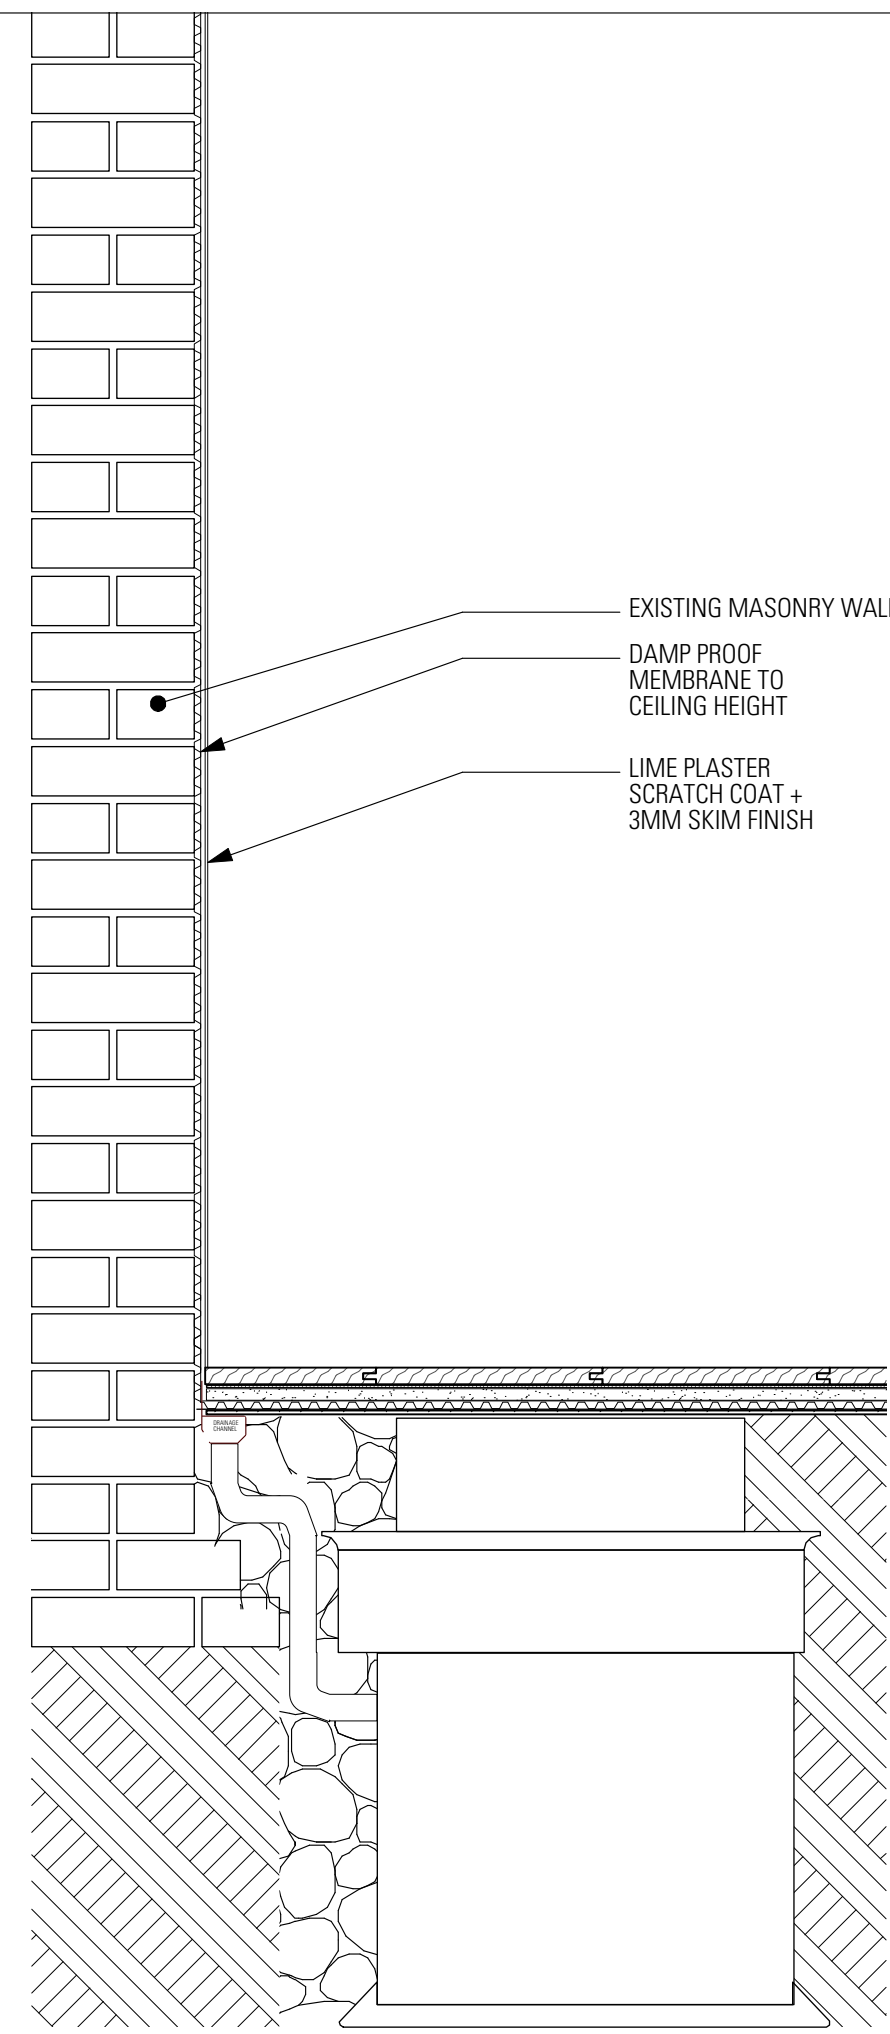 EXISTING MASONRY WALL
DAMP PROOF
MEMBRANE TO
CEILING HEIGHT
LIME PLASTER
SCRATCH COAT +
3MM SKIM FINISH
DRAINAGE
CHANNEL